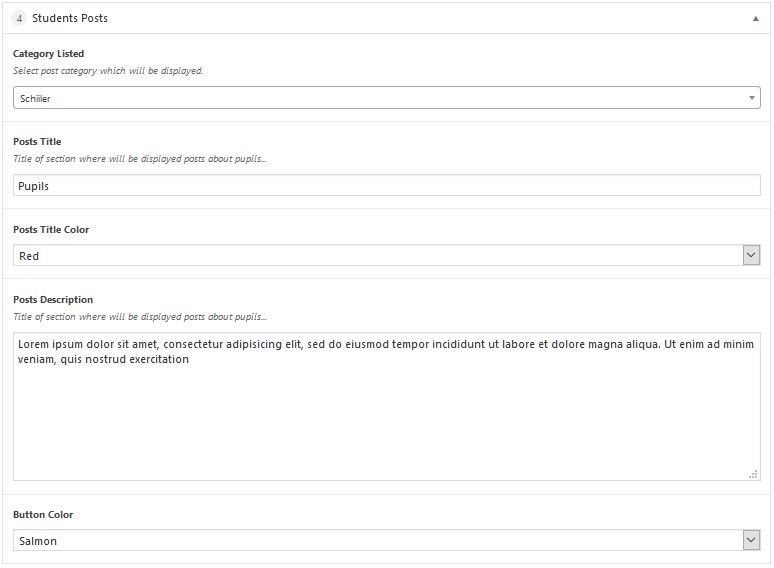 4 Students Posts
Category Listed
Select post category which will be displayed.
Schiiler
Posts Title
Title of section where will be displayed posts about pupils...
Pupils
Posts Title Color
Red
Posts Description
Title of section where will be displayed posts about pupils...
Lorem ipsum dolor sit amet, consectetur adipisicing elit, sed do eiusmod tempor incididunt ut labore et dolore magna aliqua. Ut enim ad minim
veniam, quis nostrud exercitation
Button Color
Salmon